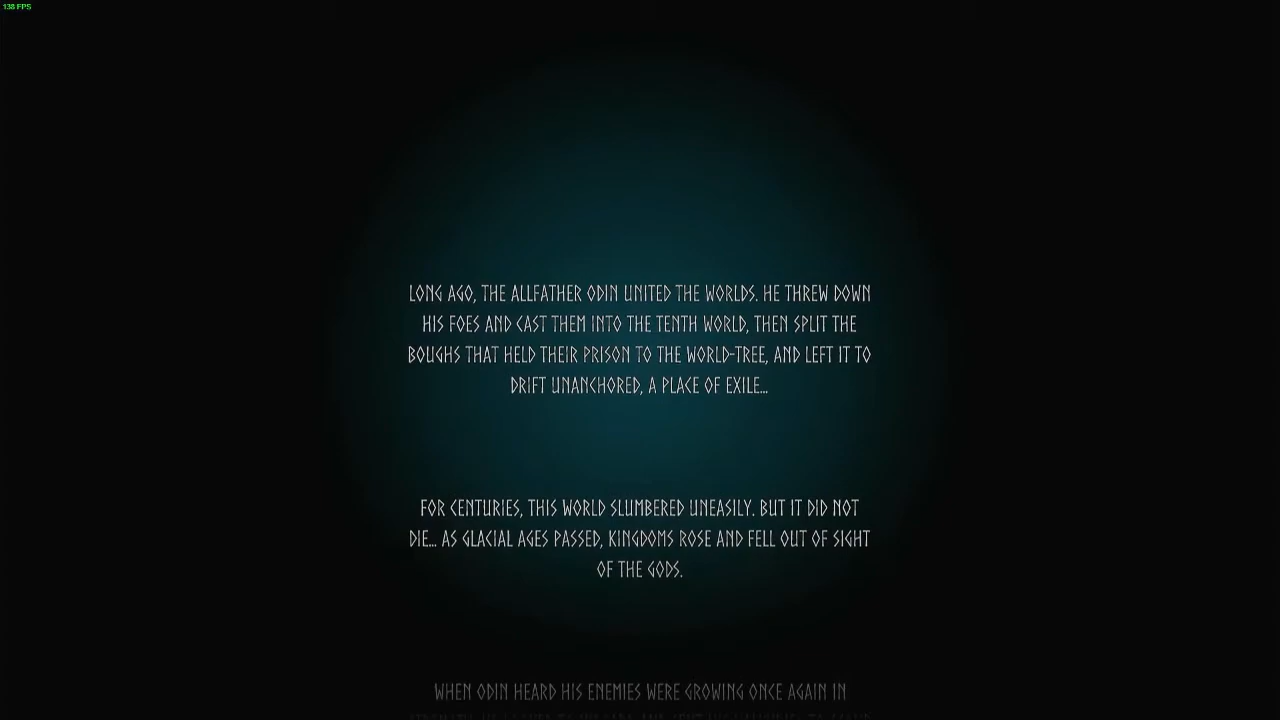 138 FPS
LONG AGO, THE ALLFATHER ODIN UNITED THE WORLDS. HE THREW DOWN
HIS FOES AND CAST THEM INTO THE TENTH WORLD, THEN SPLIT THE
BOUGHS THAT HELD THEIR PRISON TO THE WORLD-TREE, AND LEFT IT TO
DRIFT UNANCHORED, A PLACE OF EXILE...
FOR CENTURIES, THIS WORLD SLUMBERED UNEASILY. BUT IT DID NOT
DIE... AS GLACIAL AGES PASSED, KINGDOMS ROSE AND FELL OUT OF SIGHT
OF THE GODS.
WHEN ODIN HEARD HIS ENEMIES WERE GROWING ONCE AGAIN IN